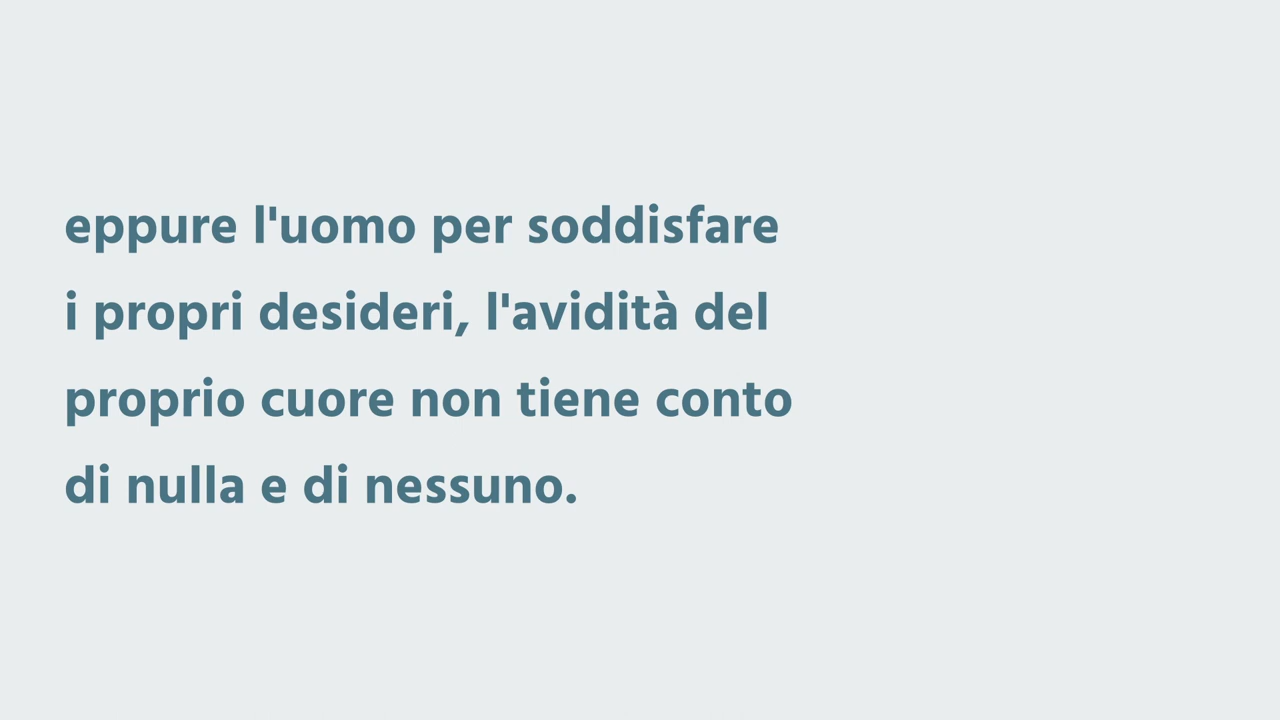 eppure l'uomo per soddisfare
i propri desideri, l'avidità del
proprio cuore non tiene conto
di nulla e di nessuno.